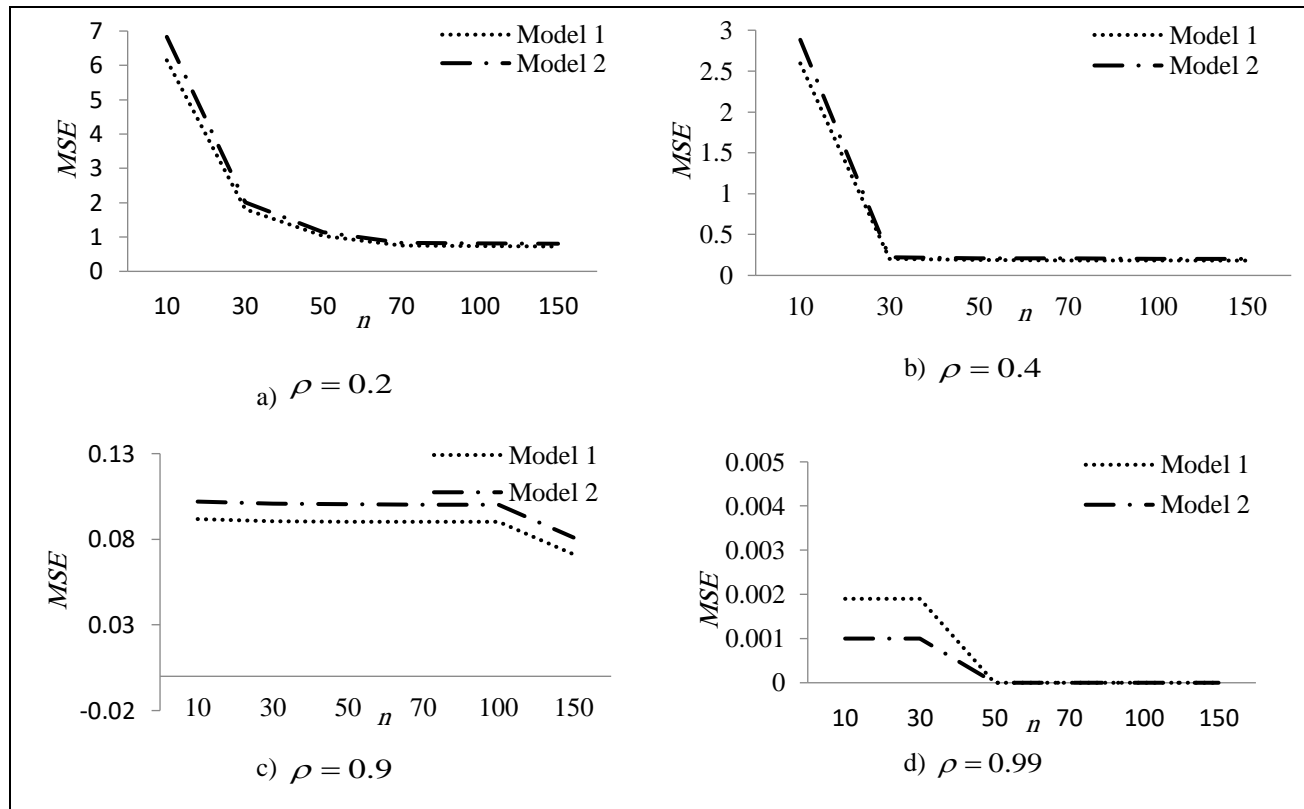 7
6
5
4
3
2
1
0
MSE
10 30 50 70 100 150
n
Model 1
Model 2
a) ρ = 0.2
3
2.5
2
1.5
1
0.5
0
MSE
10 30 50 70 100 150
n
Model 1
Model 2
b) ρ = 0.4
0.13
0.08
0.03
-0.02
MSE
10 30 50 70 100 150
n
Model 1
Model 2
c) ρ = 0.9
0.005
0.004
0.003
0.002
0.001
0
MSE
10 30 50 70 100 150
n
Model 1
Model 2
d) ρ = 0.99